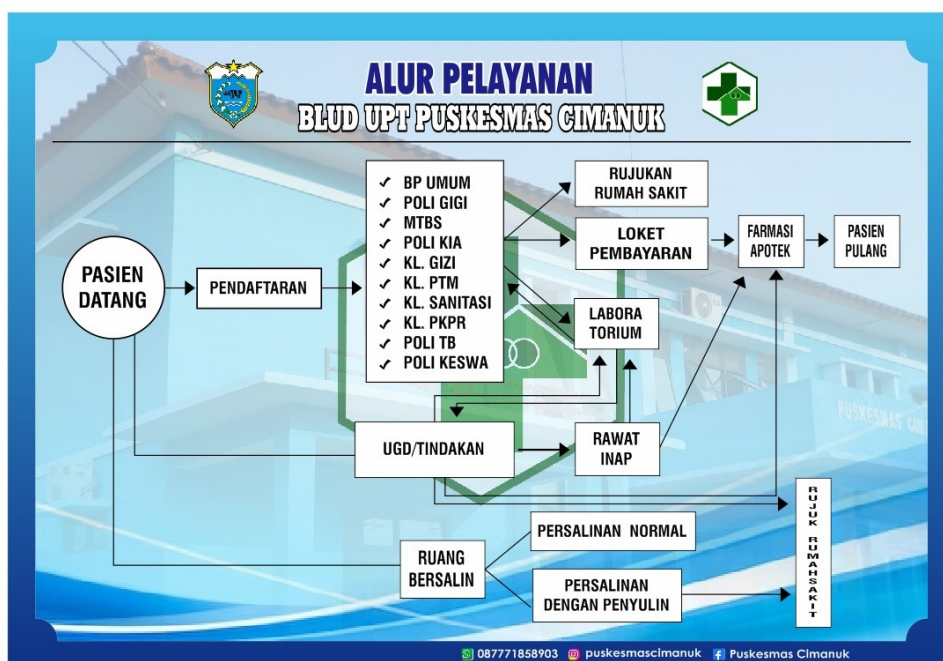 ALUR PELAYANAN
BLUD UPT PUSKESMAS CIMANUK
PASIEN
DATANG
PENDAFTARAN
✓ BP UMUM
✓ POLI GIGI
✓ MTBS
✓ POLI KIA
✓ KL. GIZI
✓ KL. PTM
✓ KL. SANITASI
✓ KL. PKPR
✓ POLI TB
✓ POLI KESWA
RUJUKAN
RUMAH SAKIT
LOKET
PEMBAYARAN
FARMASI
APOTEK
PASIEN
PULANG
LABORA
TORIUM
UGD/TINDAKAN
RAWAT
INAP
RUANG
BERSALIN
PERSALINAN NORMAL
PERSALINAN
DENGAN PENYULIN
RUJUK RUMAHSAKIT
087771858903 puskesmascimanuk Puskesmas Cimanuk